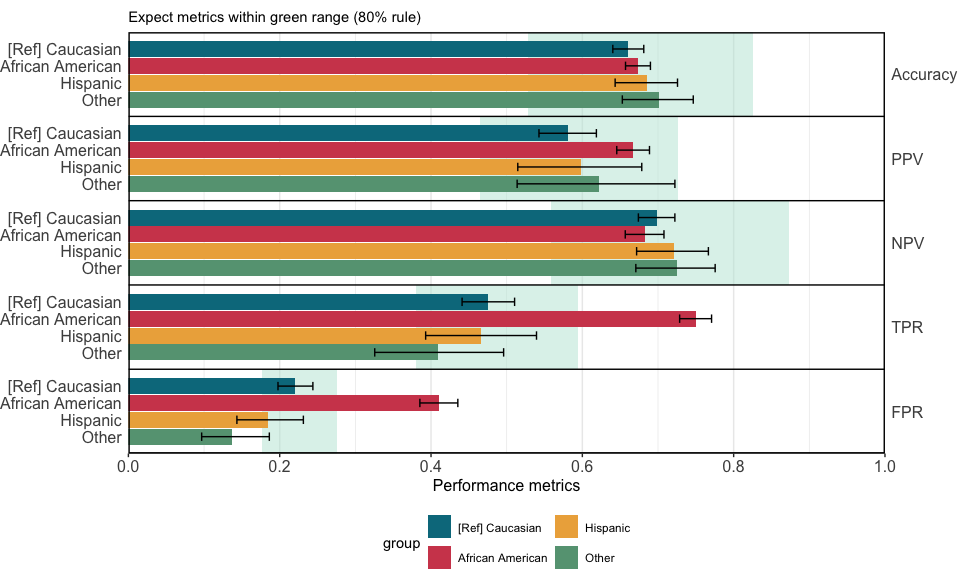 Expect metrics within green range (80% rule)
[Ref] Caucasian
African American
Hispanic
Other
Accuracy
[Ref] Caucasian
African American
Hispanic
Other
PPV
[Ref] Caucasian
African American
Hispanic
Other
NPV
[Ref] Caucasian
African American
Hispanic
Other
TPR
[Ref] Caucasian
African American
Hispanic
Other
FPR
0.0 0.2 0.4 0.6 0.8 1.0
Performance metrics
group
[Ref] Caucasian
African American
Hispanic
Other